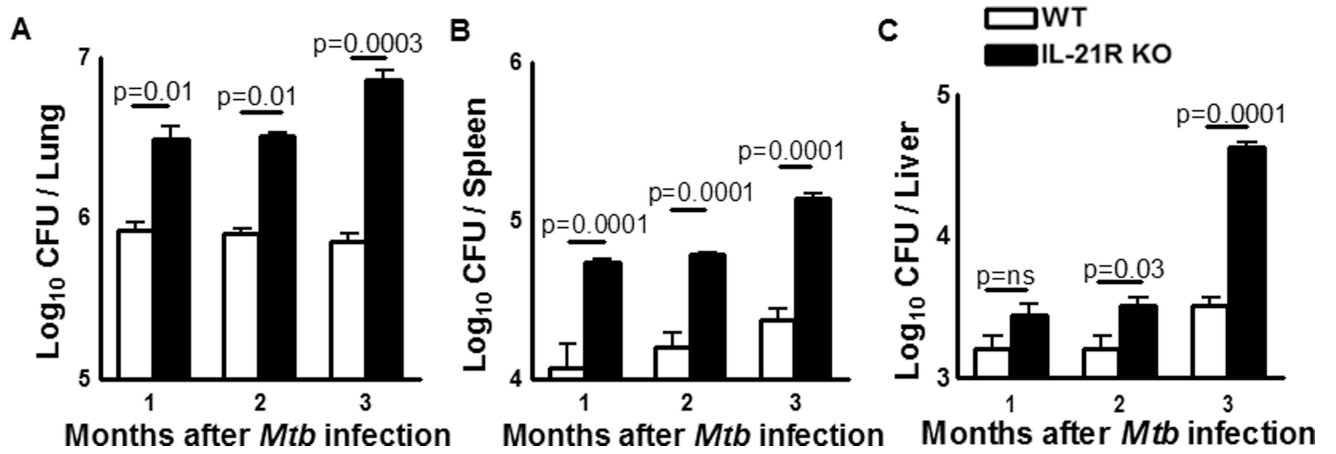 A
Log10 CFU / Lung
7
6
5
p=0.01
p=0.01
p=0.0003
1 2 3
Months after Mtb infection
B
Log10 CFU / Spleen
6
5
4
p=0.0001
p=0.0001
p=0.0001
1 2 3
Months after Mtb infection
C
WT
IL-21R KO
Log10 CFU / Liver
5
4
3
p=ns
p=0.03
p=0.0001
1 2 3
Months after Mtb infection